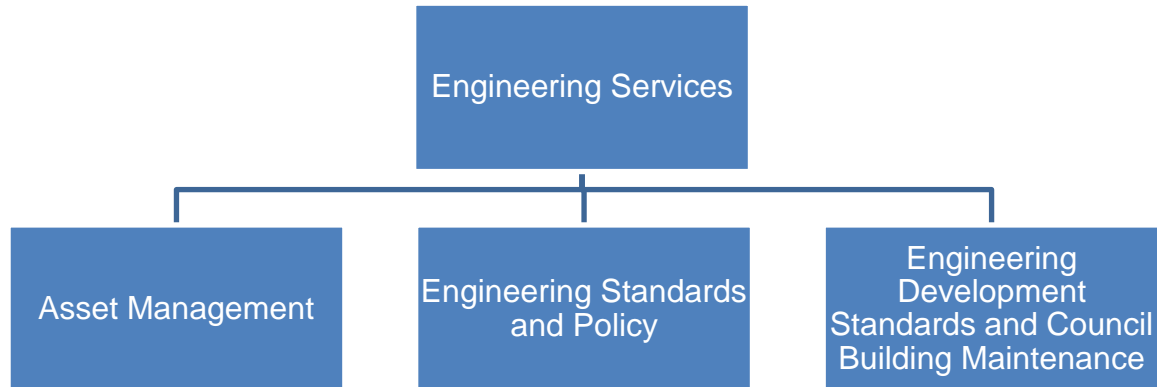 Engineering Services
Asset Management
Engineering Standards
and Policy
Engineering
Development
Standards and Council
Building Maintenance